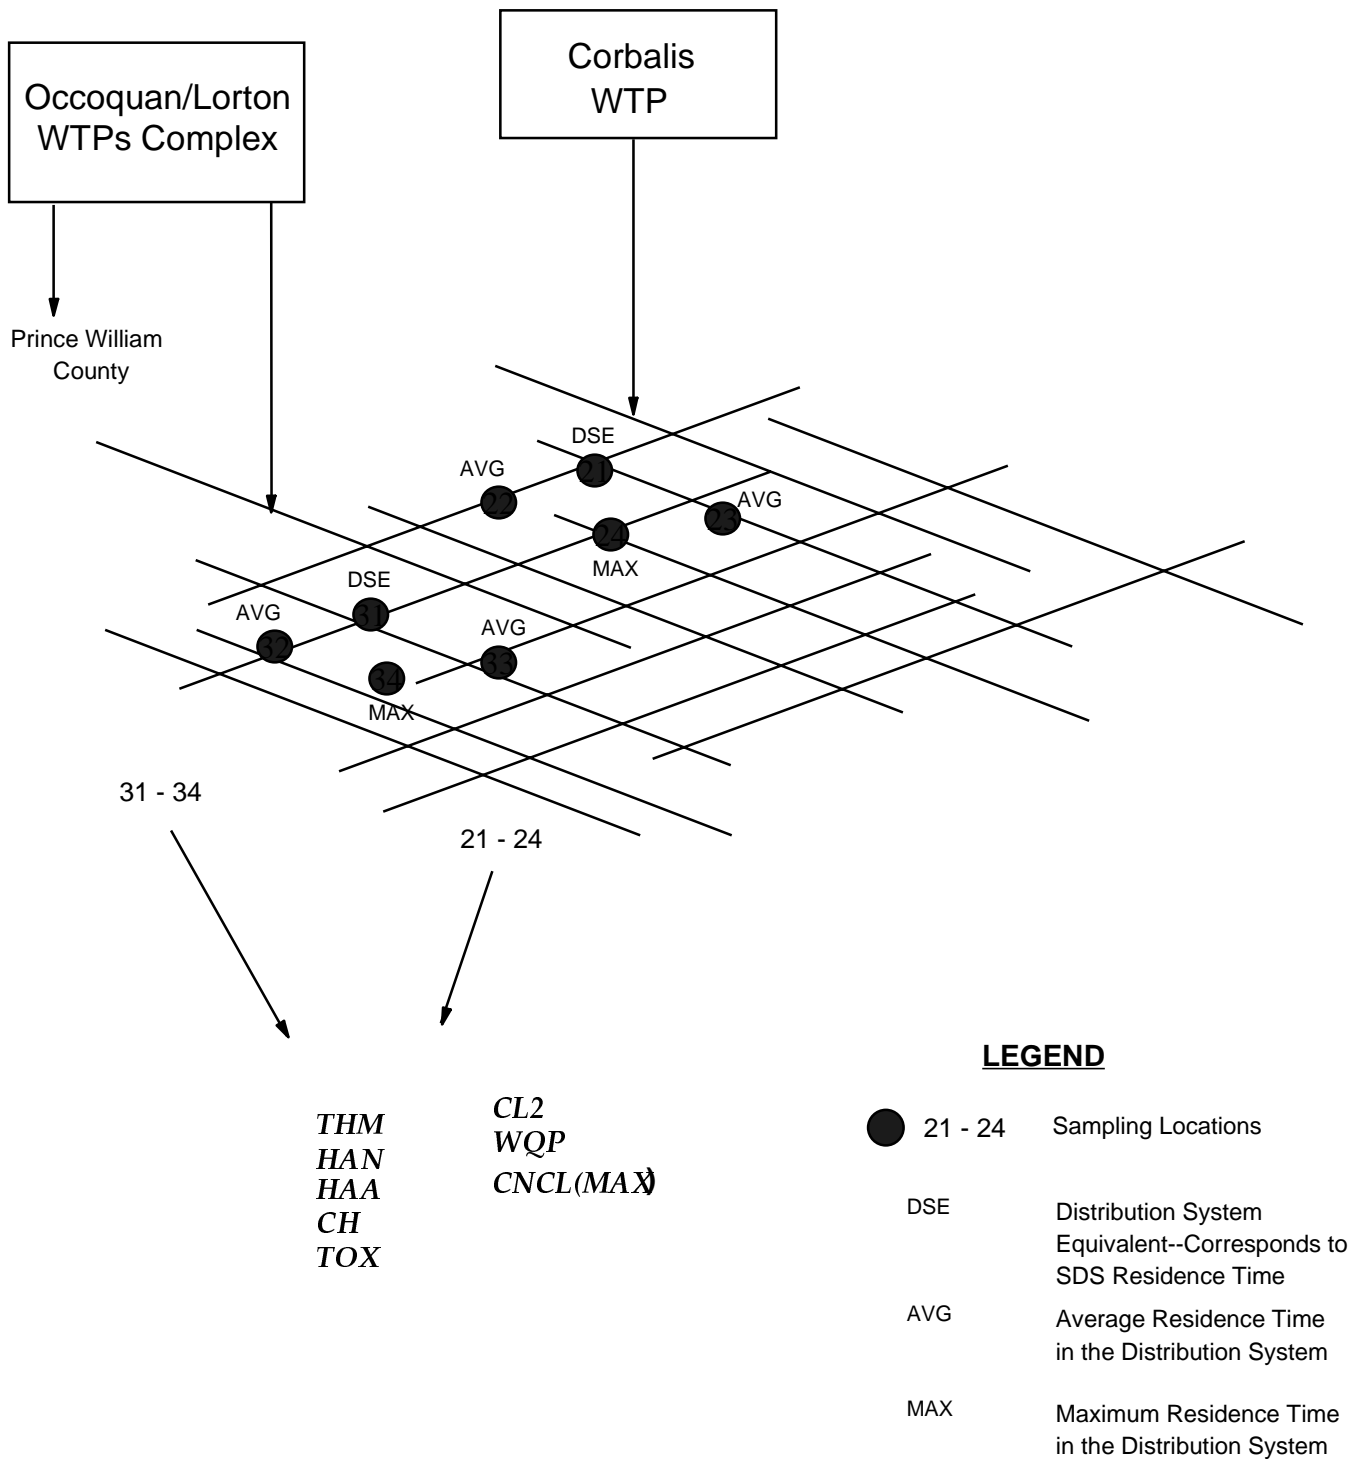 Occoquan/Lorton
WTPs Complex
Corbalis
WTP
Prince William
County
DSE
21
AVG
22
AVG
23
24
MAX
DSE
31
AVG
32
AVG
33
34
MAX
31 - 34
21 - 24
THM
HAN
HAA
CH
TOX
CL2
WQP
CNCL(MAX)
LEGEND
21 - 24 Sampling Locations
DSE Distribution System
Equivalent--Corresponds to
SDS Residence Time
AVG Average Residence Time
in the Distribution System
MAX Maximum Residence Time
in the Distribution System